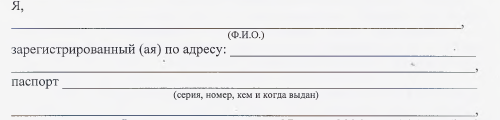 Я,
,
(Ф.И.О.)
зарегистрированный (ая) по адресу:
,
паспорт
(серия, номер, кем и когда выдан)
,